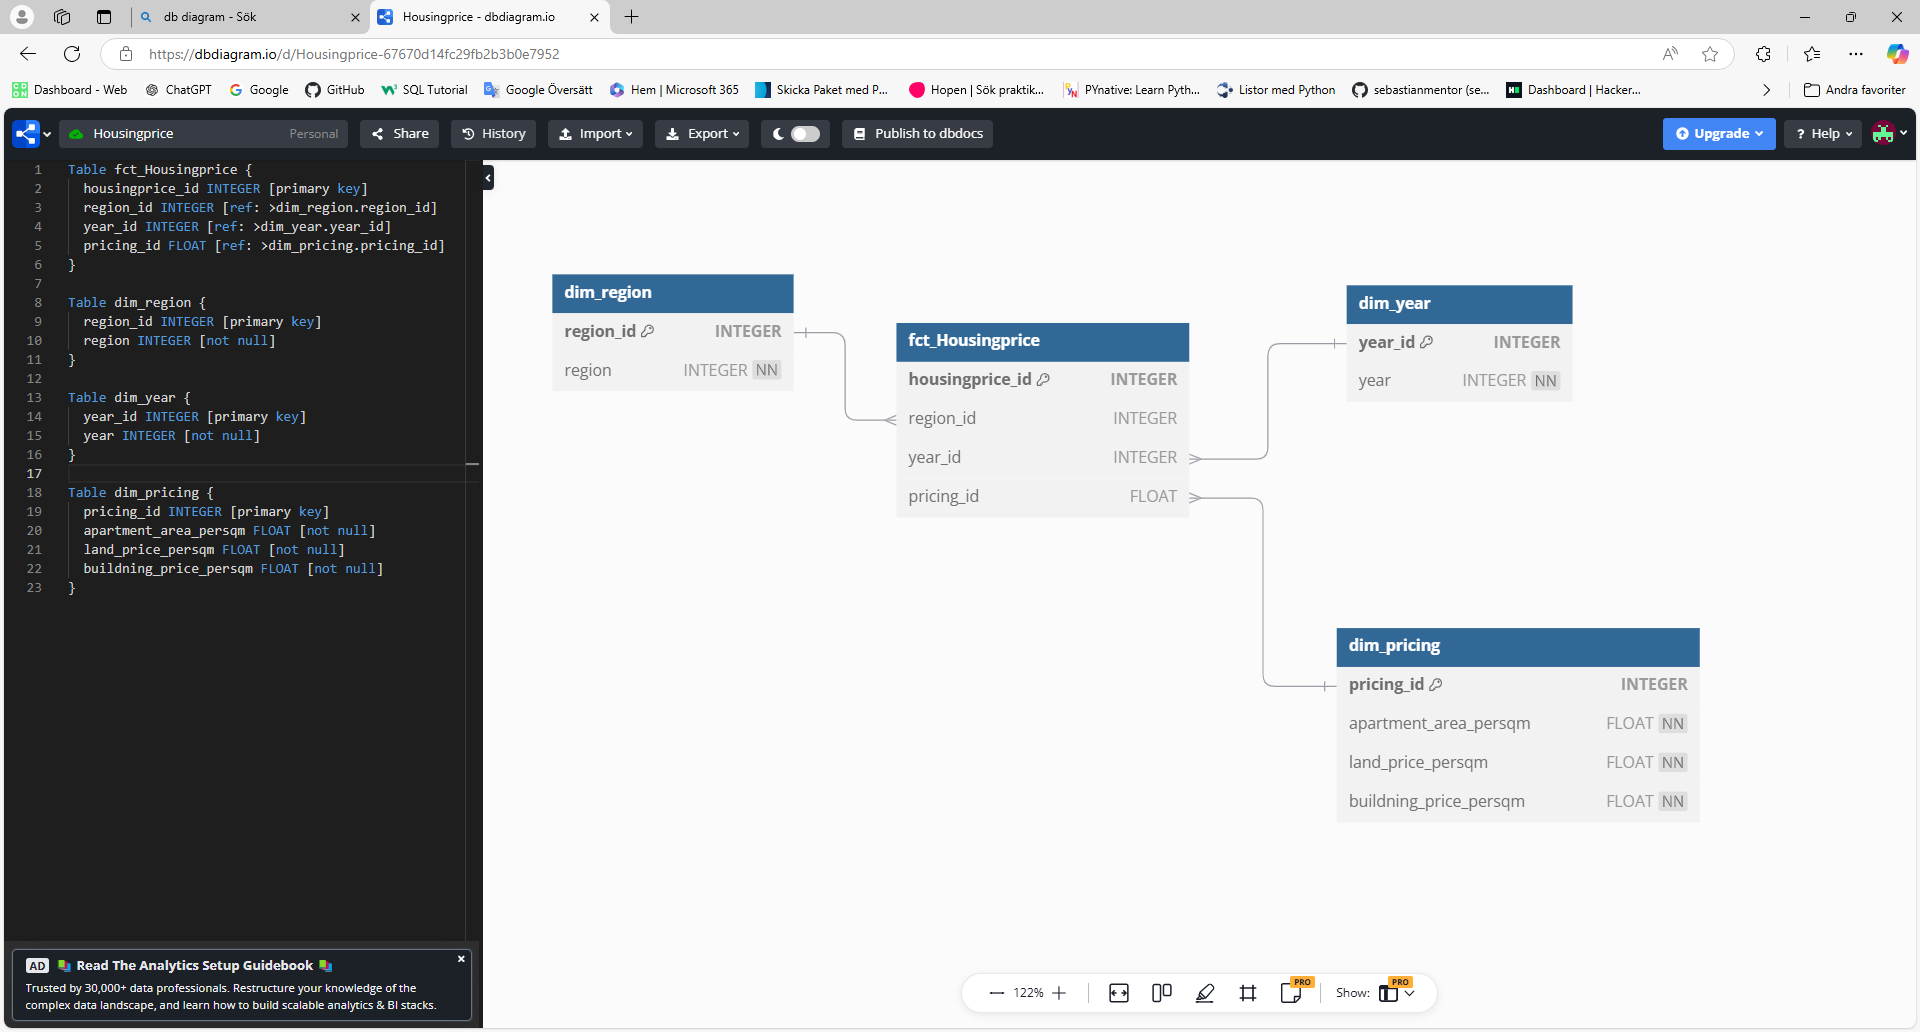 db diagram - Sök
Housingprice - dbdiagram.io
https://dbdiagram.io/d/Housingprice-67670d14fc29fb2b3b0e7952
Dashboard - Web
ChatGPT
Google
GitHub
SQL Tutorial
Google Översätt
Hem | Microsoft 365
Skicka Paket med P...
Hopen | Sök praktik...
PYnative: Learn Pyth...
Listor med Python
sebastianmentor (se...
Dashboard | Hacker...
Andra favoriter
Housingprice
Personal
Share
History
Import
Export
Publish to dbdocs
Upgrade
? Help
1 Table fct_Housingprice {
2 housingprice_id INTEGER [primary key]
3 region_id INTEGER [ref: >dim_region.region_id]
4 year_id INTEGER [ref: >dim_year.year_id]
5 pricing_id FLOAT [ref: >dim_pricing.pricing_id]
6 }
7
8 Table dim_region {
9 region_id INTEGER [primary key]
10 region INTEGER [not null]
11 }
12
13 Table dim_year {
14 year_id INTEGER [primary key]
15 year INTEGER [not null]
16 }
17
18 Table dim_pricing {
19 pricing_id INTEGER [primary key]
20 apartment_area_persqm FLOAT [not null]
21 land_price_persqm FLOAT [not null]
22 buildning_price_persqm FLOAT [not null]
23 }
dim_region
region_id INTEGER
region INTEGER NN
fct_Housingprice
housingprice_id INTEGER
region_id INTEGER
year_id INTEGER
pricing_id FLOAT
dim_year
year_id INTEGER
year INTEGER NN
dim_pricing
pricing_id INTEGER
apartment_area_persqm FLOAT NN
land_price_persqm FLOAT NN
buildning_price_persqm FLOAT NN
AD Read The Analytics Setup Guidebook
Trusted by 30,000+ data professionals. Restructure your knowledge of the
complex data landscape, and learn how to build scalable analytics & BI stacks.
122%
PRO
Show:
PRO